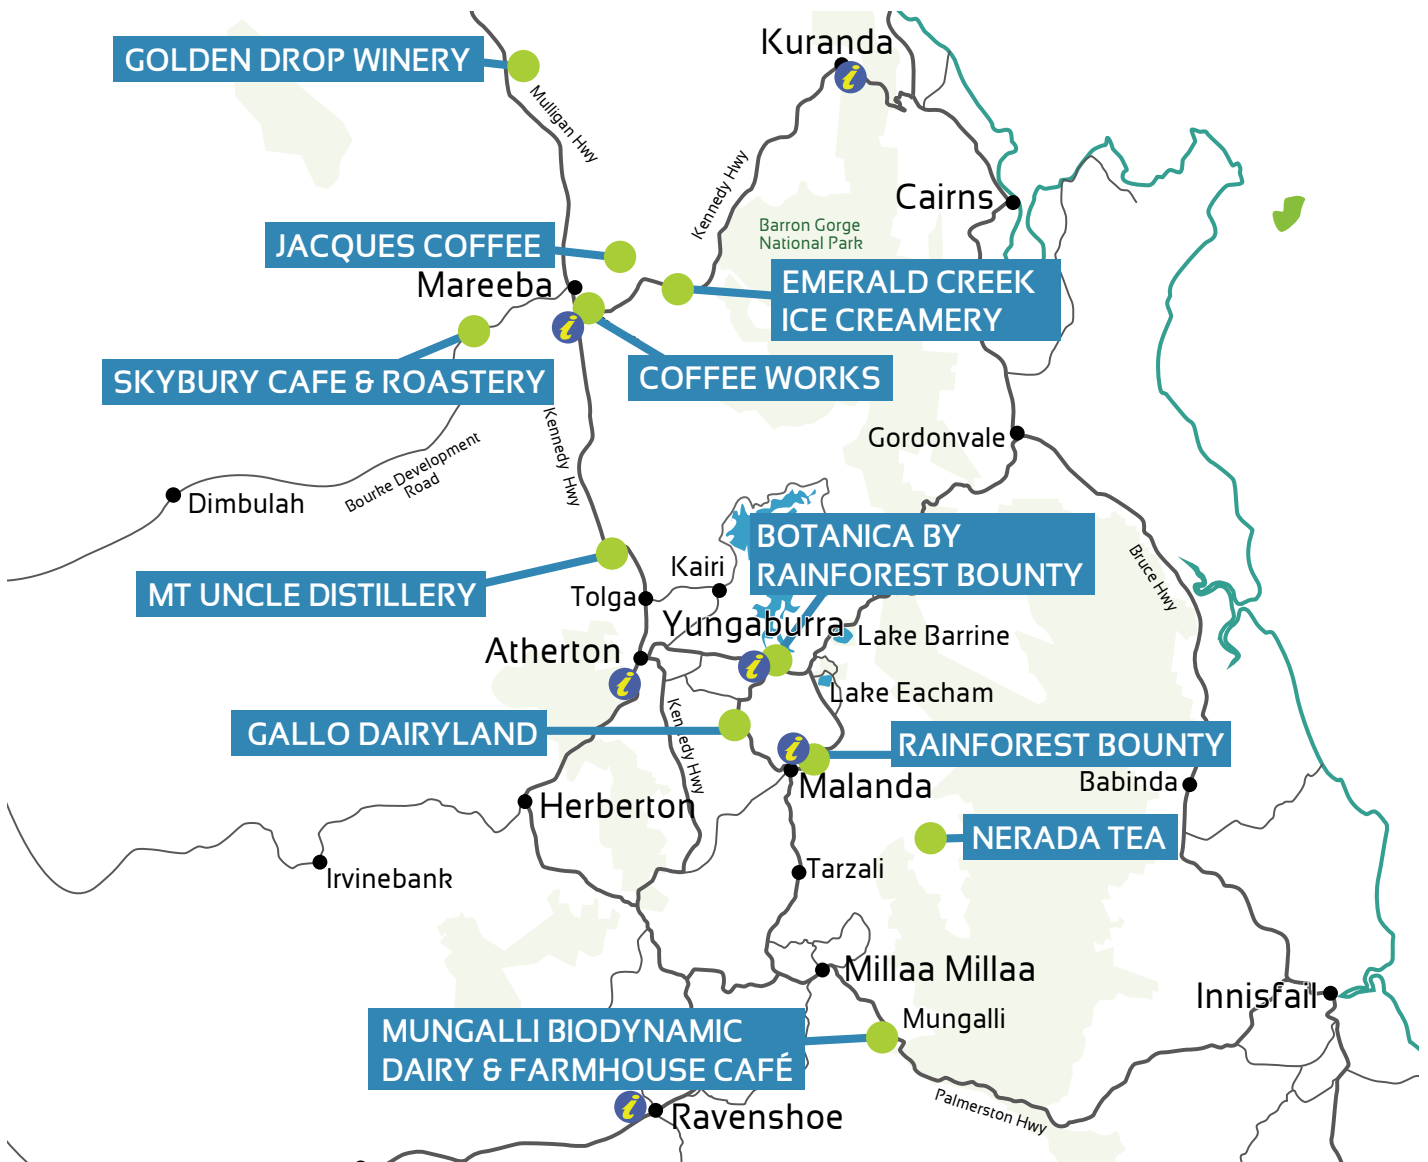 Kuranda
i
GOLDEN DROP WINERY
Mulligan Hwy
Kennedy Hwy
Cairns
Barron Gorge
National Park
JACQUES COFFEE
Mareeba
EMERALD CREEK
ICE CREAMERY
i
SKYBURY CAFE & ROASTERY
COFFEE WORKS
Kennedy Hwy
Gordonvale
Bourke Development
Road
Dimbulah
BOTANICA BY
RAINFOREST BOUNTY
Bruce Hwy
Kairi
MT UNCLE DISTILLERY
Tolga
Yungaburra
Lake Barrine
Atherton
i
i
Lake Eacham
Kennedy Hwy
GALLO DAIRYLAND
RAINFOREST BOUNTY
i
Malanda
Babinda
Herberton
NERADA TEA
Irvinebank
Tarzali
Millaa Millaa
Innisfail
Mungalli
MUNGALLI BIODYNAMIC
DAIRY & FARMHOUSE CAFÉ
Palmerston Hwy
i
Ravenshoe